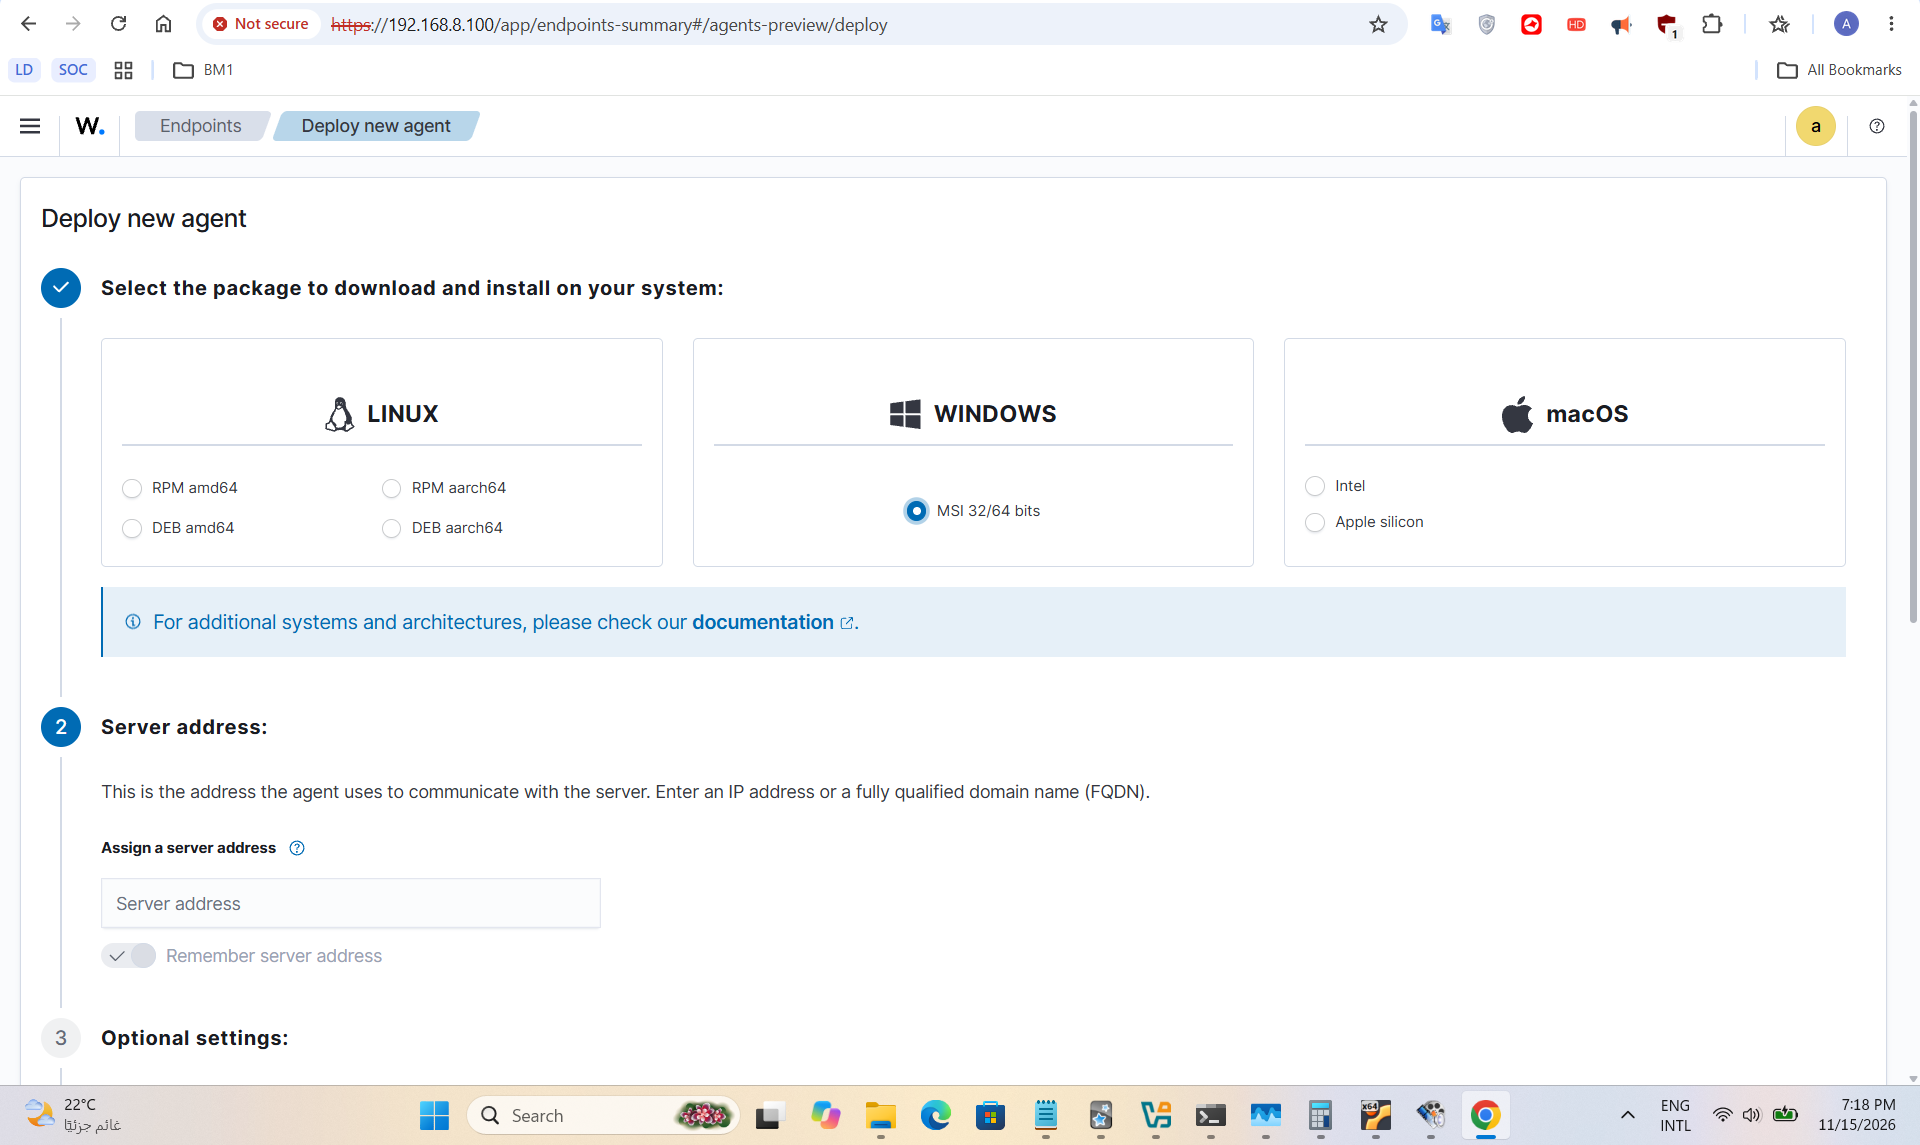 Not secure
https://192.168.8.100/app/endpoints-summary#/agents-preview/deploy
HD
1
A
LD
SOC
BM1
All Bookmarks
W.
Endpoints
Deploy new agent
a
Deploy new agent
Select the package to download and install on your system:
LINUX
RPM amd64
RPM aarch64
DEB amd64
DEB aarch64
WINDOWS
MSI 32/64 bits
macOS
Intel
Apple silicon
For additional systems and architectures, please check our documentation.
2
Server address:
This is the address the agent uses to communicate with the server. Enter an IP address or a fully qualified domain name (FQDN).
Assign a server address
Server address
Remember server address
3
Optional settings:
22°C
غائم جزئيًا
Search
x64
ENG
INTL
7:18 PM
11/15/2026